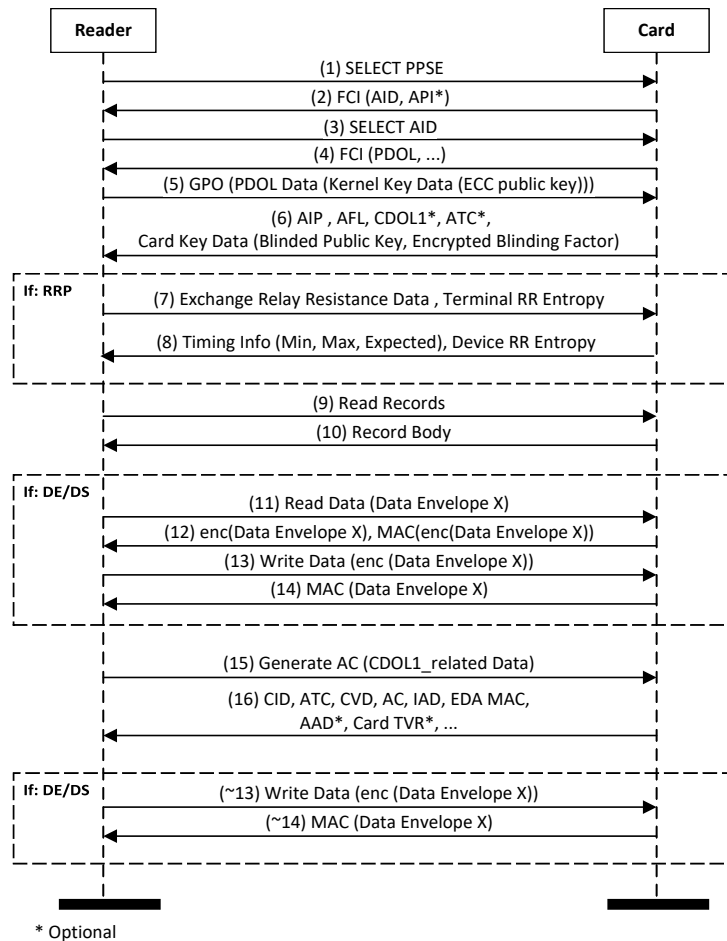 Reader
Card
(1) SELECT PPSE
(2) FCI (AID, API*)
(3) SELECT AID
(4) FCI (PDOL, ...)
(5) GPO (PDOL Data (Kernel Key Data (ECC public key)))
(6) AIP , AFL, CDOL1*, ATC*,
Card Key Data (Blinded Public Key, Encrypted Blinding Factor)
If: RRP
(7) Exchange Relay Resistance Data , Terminal RR Entropy
(8) Timing Info (Min, Max, Expected), Device RR Entropy
(9) Read Records
(10) Record Body
If: DE/DS
(11) Read Data (Data Envelope X)
(12) enc(Data Envelope X), MAC(enc(Data Envelope X))
(13) Write Data (enc (Data Envelope X))
(14) MAC (Data Envelope X)
(15) Generate AC (CDOL1_related Data)
(16) CID, ATC, CVD, AC, IAD, EDA MAC,
AAD*, Card TVR*, ...
If: DE/DS
(~13) Write Data (enc (Data Envelope X))
(~14) MAC (Data Envelope X)
* Optional